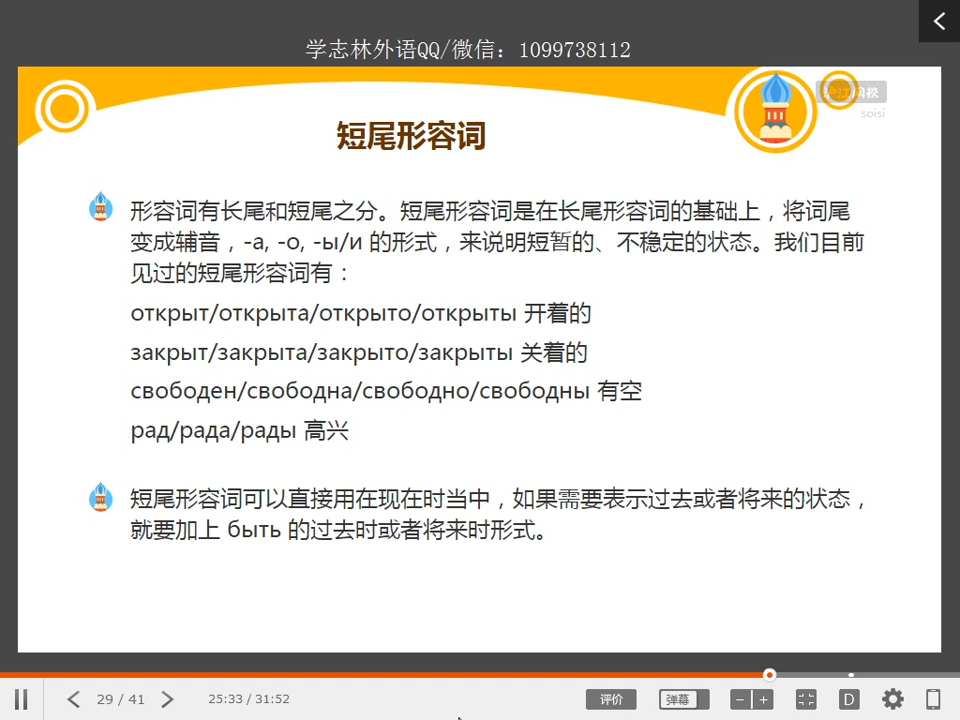 学志林外语QQ/微信：1099738112
沪江网校
soisi
短尾形容词
形容词有长尾和短尾之分。短尾形容词是在长尾形容词的基础上，将词尾
变成辅音，-а, -о, -ы/и 的形式，来说明短暂的、不稳定的状态。我们目前
见过的短尾形容词有：
открыт/открыта/открыто/открыты 开着的
закрыт/закрыта/закрыто/закрыты 关着的
свободен/свободна/свободно/свободны 有空
рад/рада/рады 高兴
短尾形容词可以直接用在现在时当中，如果需要表示过去或者将来的状态，
就要加上 быть 的过去时或者将来时形式。
29 / 41
25:33 / 31:52
评价
弹幕
D